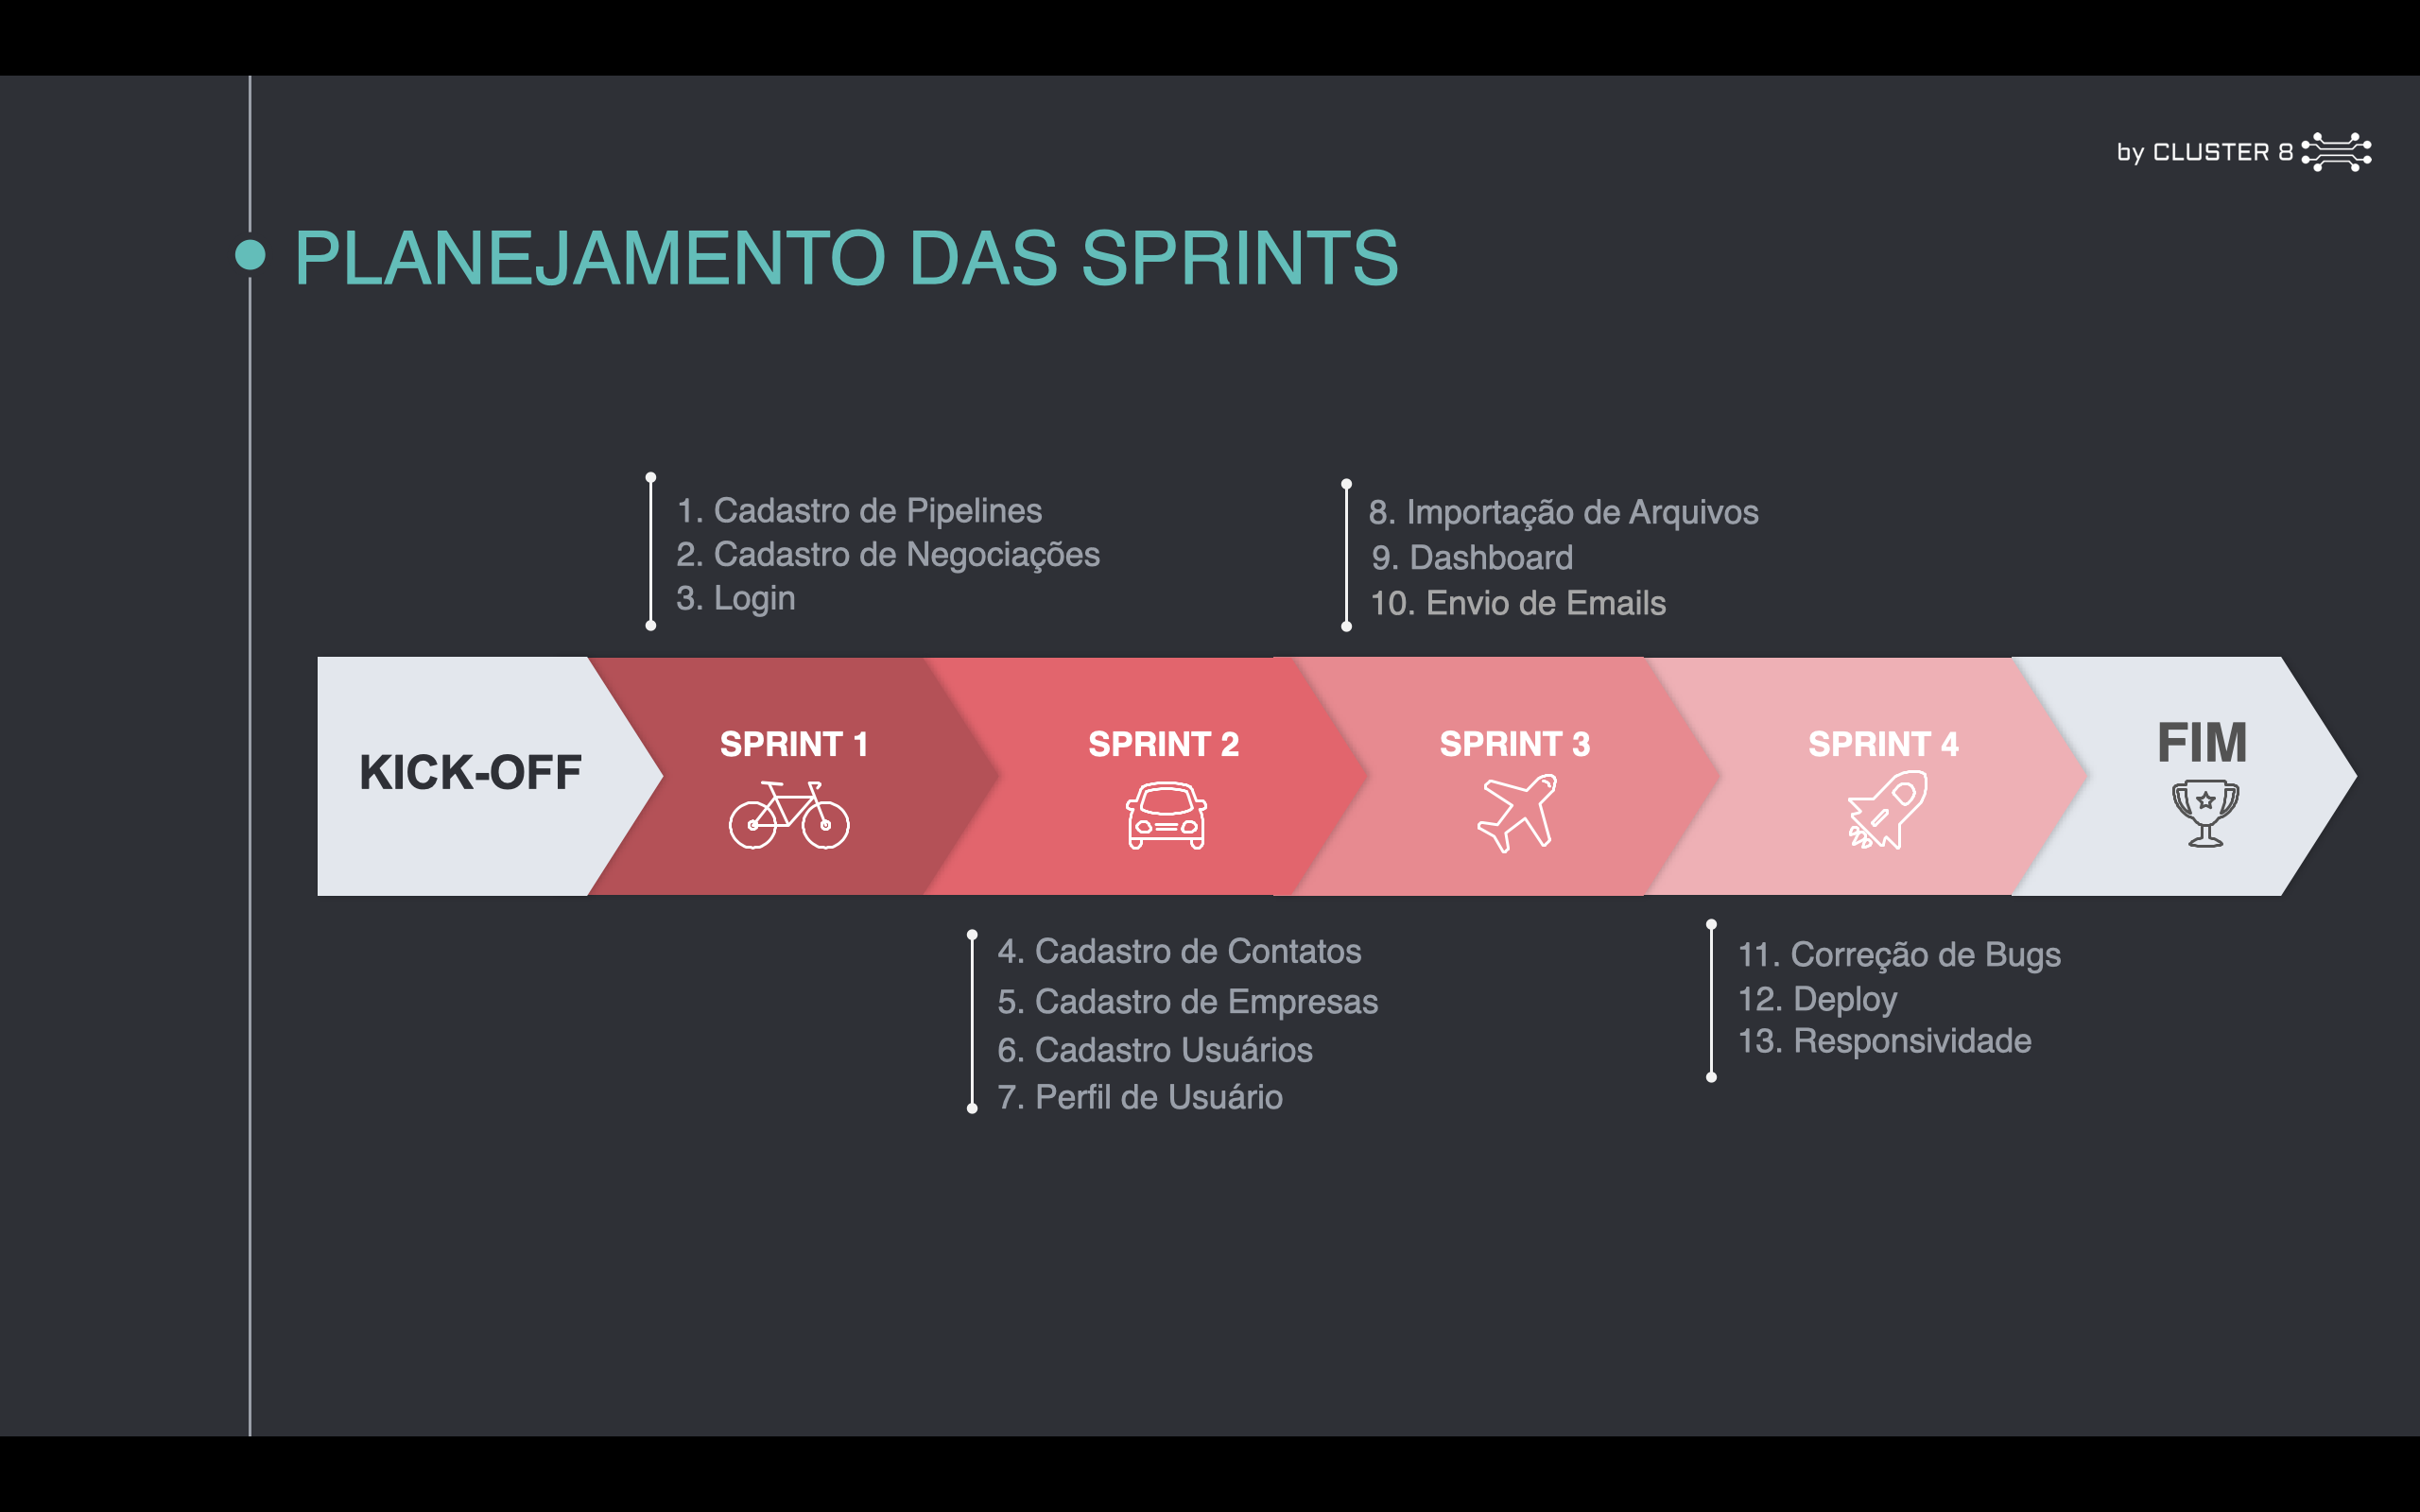 by CLUSTER 8
PLANEJAMENTO DAS SPRINTS
1. Cadastro de Pipelines
2. Cadastro de Negociações
3. Login
8. Importação de Arquivos
9. Dashboard
10. Envio de Emails
KICK-OFF
SPRINT 1
SPRINT 2
SPRINT 3
SPRINT 4
FIM
4. Cadastro de Contatos
5. Cadastro de Empresas
6. Cadastro Usuários
7. Perfil de Usuário
11. Correção de Bugs
12. Deploy
13. Responsividade